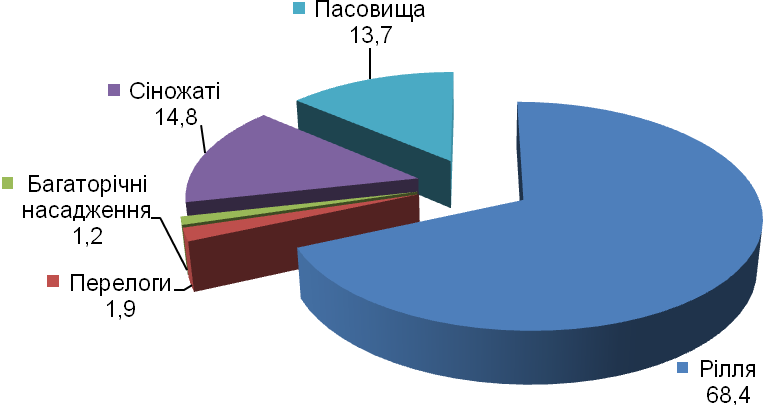 Пасовища
13,7
Сіножаті
14,8
Багаторічні
насадження
1,2
Перелоги
1,9
Рілля
68,4